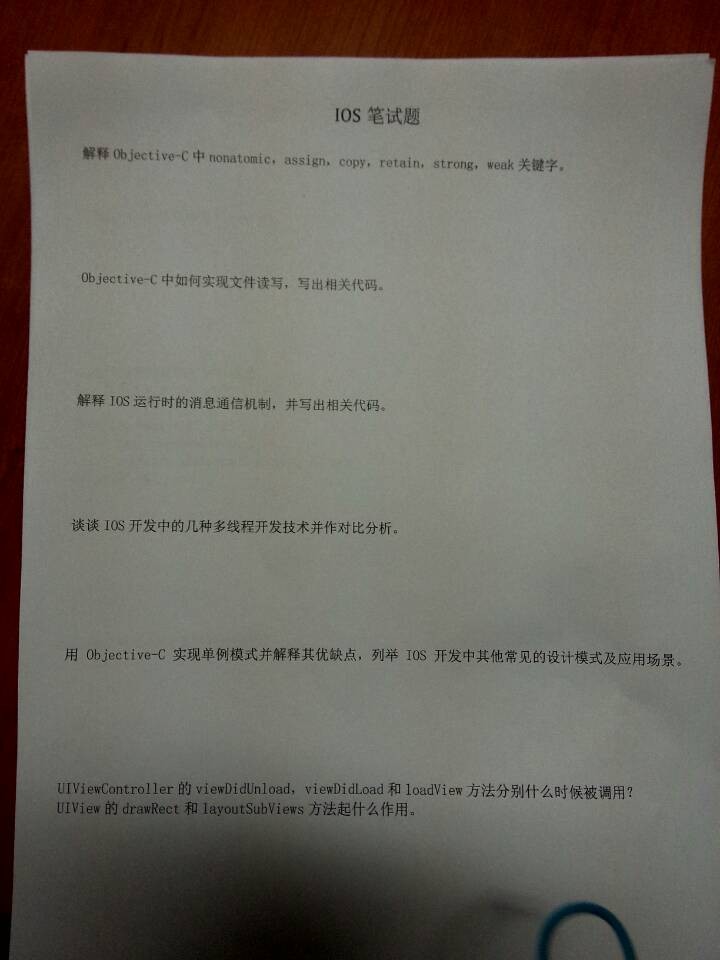 IOS 笔试题
解释 Objective-C 中 nonatomic, assign, copy, retain, strong, weak 关键字。
Objective-C 中如何实现文件读写，写出相关代码。
解释 IOS 运行时的消息通信机制，并写出相关代码。
谈谈 IOS 开发中的几种多线程开发技术并作对比分析。
用 Objective-C 实现单例模式并解释其优缺点，列举 IOS 开发中其他常见的设计模式及应用场景。
UIViewController 的 viewDidUnload，viewDidLoad 和 loadView 方法分别什么时候被调用？
UIView 的 drawRect 和 layoutSubViews 方法起什么作用。